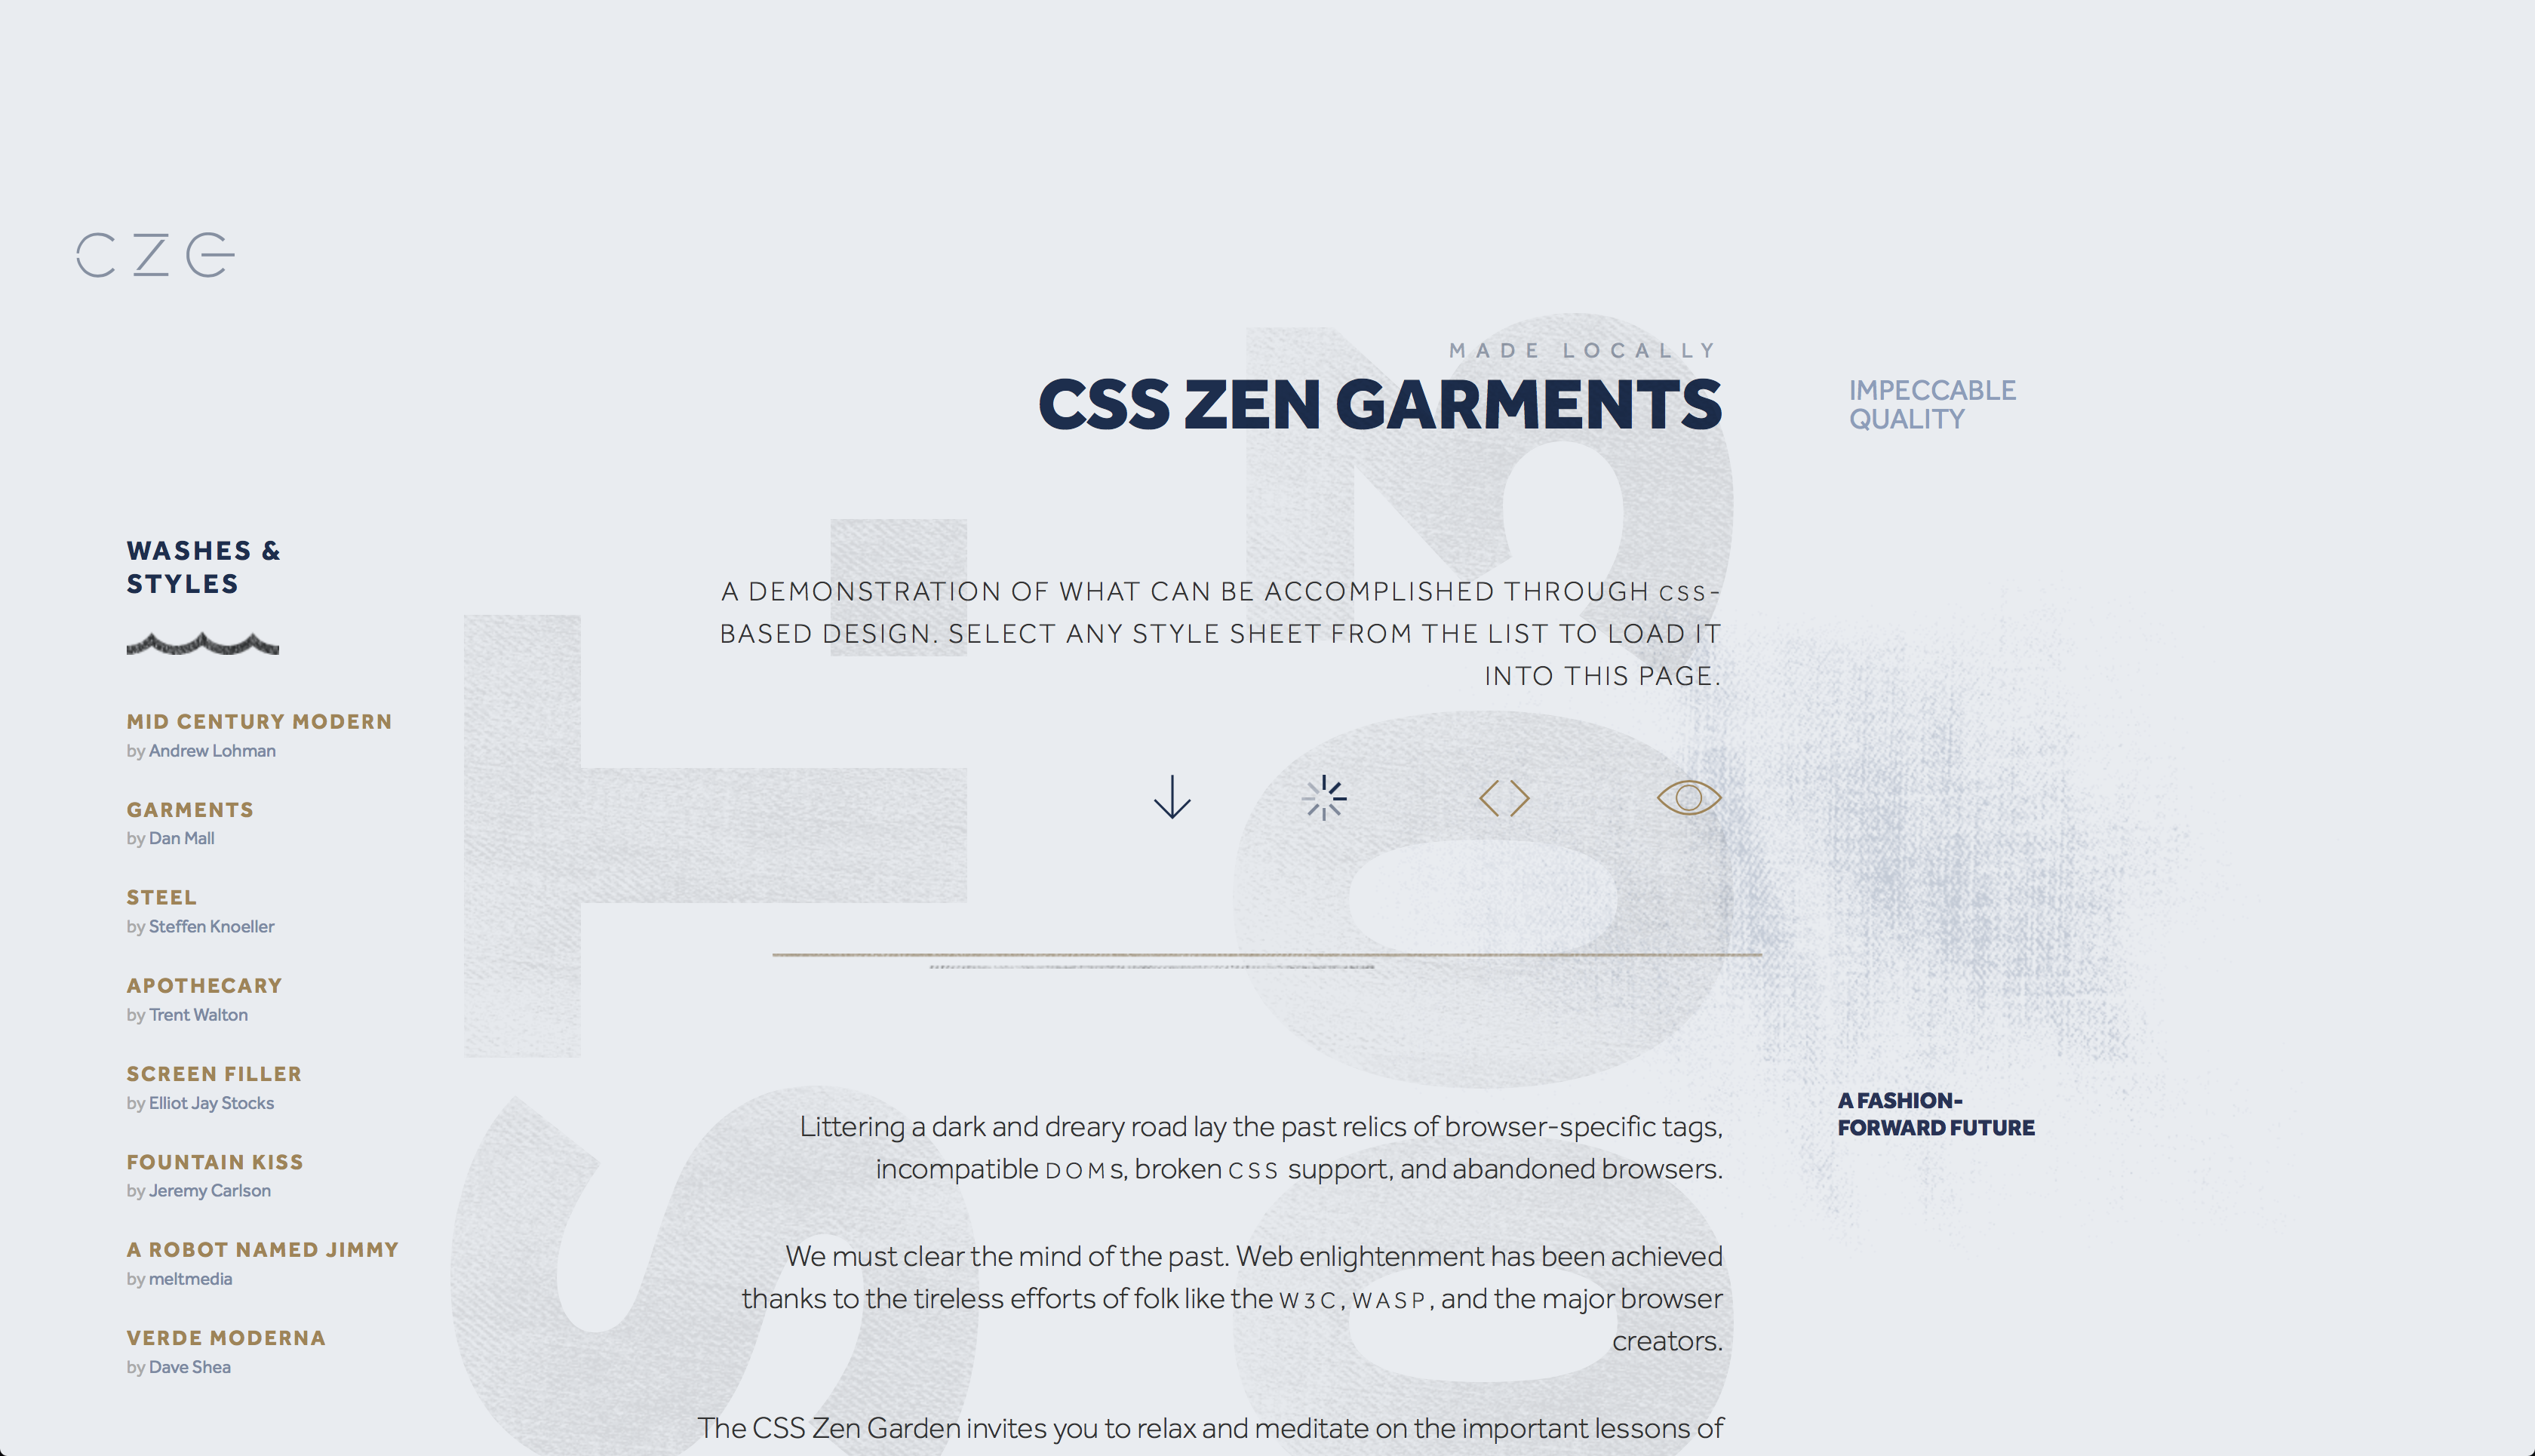 CZG
MADE LOCALLY
CSS ZEN GARMENTS
IMPECCABLE
QUALITY
WASHES &
STYLES
MID CENTURY MODERN
by Andrew Lohman
GARMENTS
by Dan Mall
STEEL
by Steffen Knoeller
APOTHECARY
by Trent Walton
SCREEN FILLER
by Elliot Jay Stocks
FOUNTAIN KISS
by Jeremy Carlson
A ROBOT NAMED JIMMY
by meltmedia
VERDE MODERNA
by Dave Shea
A DEMONSTRATION OF WHAT CAN BE ACCOMPLISHED THROUGH CSS-
BASED DESIGN. SELECT ANY STYLE SHEET FROM THE LIST TO LOAD IT
INTO THIS PAGE.
Littering a dark and dreary road lay the past relics of browser-specific tags,
incompatible DOMs, broken CSS support, and abandoned browsers.
We must clear the mind of the past. Web enlightenment has been achieved
thanks to the tireless efforts of folk like the W3C, WASP, and the major browser
creators.
The CSS Zen Garden invites you to relax and meditate on the important lessons of
A FASHION-
FORWARD FUTURE